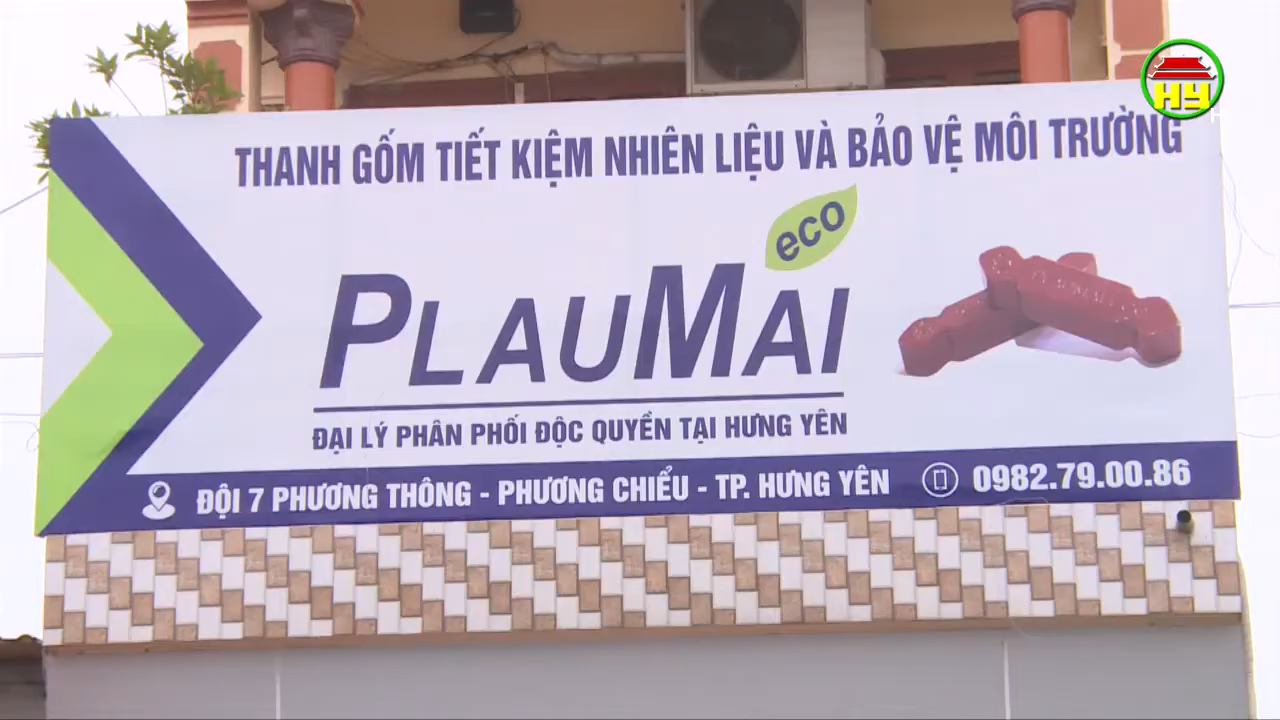 HY
THANH GỐM TIẾT KIỆM NHIÊN LIỆU VÀ BẢO VỆ MÔI TRƯỜNG
eco
PLAUMAI
ĐẠI LÝ PHÂN PHỐI ĐỘC QUYỀN TẠI HƯNG YÊN
ĐỘI 7 PHƯƠNG THÔNG - PHƯƠNG CHIỂU - TP. HƯNG YÊN 0982.79.00.86